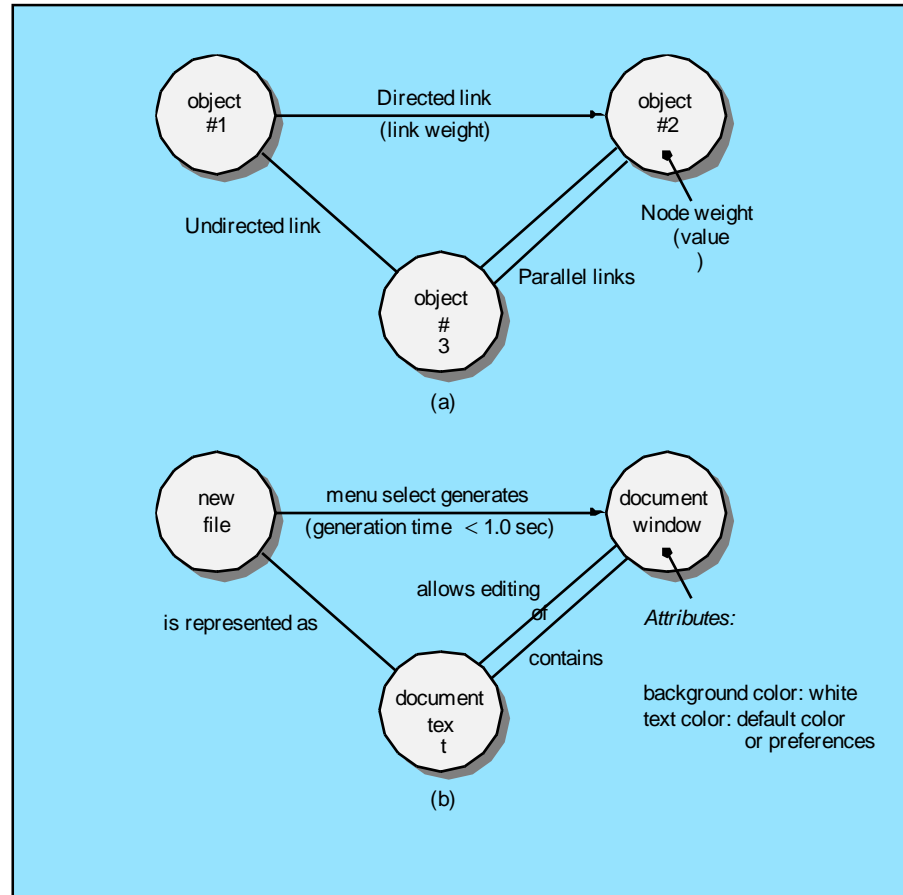 object
#1
Directed link
(link weight)
object
#2
Undirected link
Node weight
(value
)
Parallel links
object
#
3
(a)
new
file
menu select generates
(generation time < 1.0 sec)
document
window
allows editing
of
is represented as
contains
Attributes:
background color: white
text color: default color
or preferences
document
tex
t
(b)